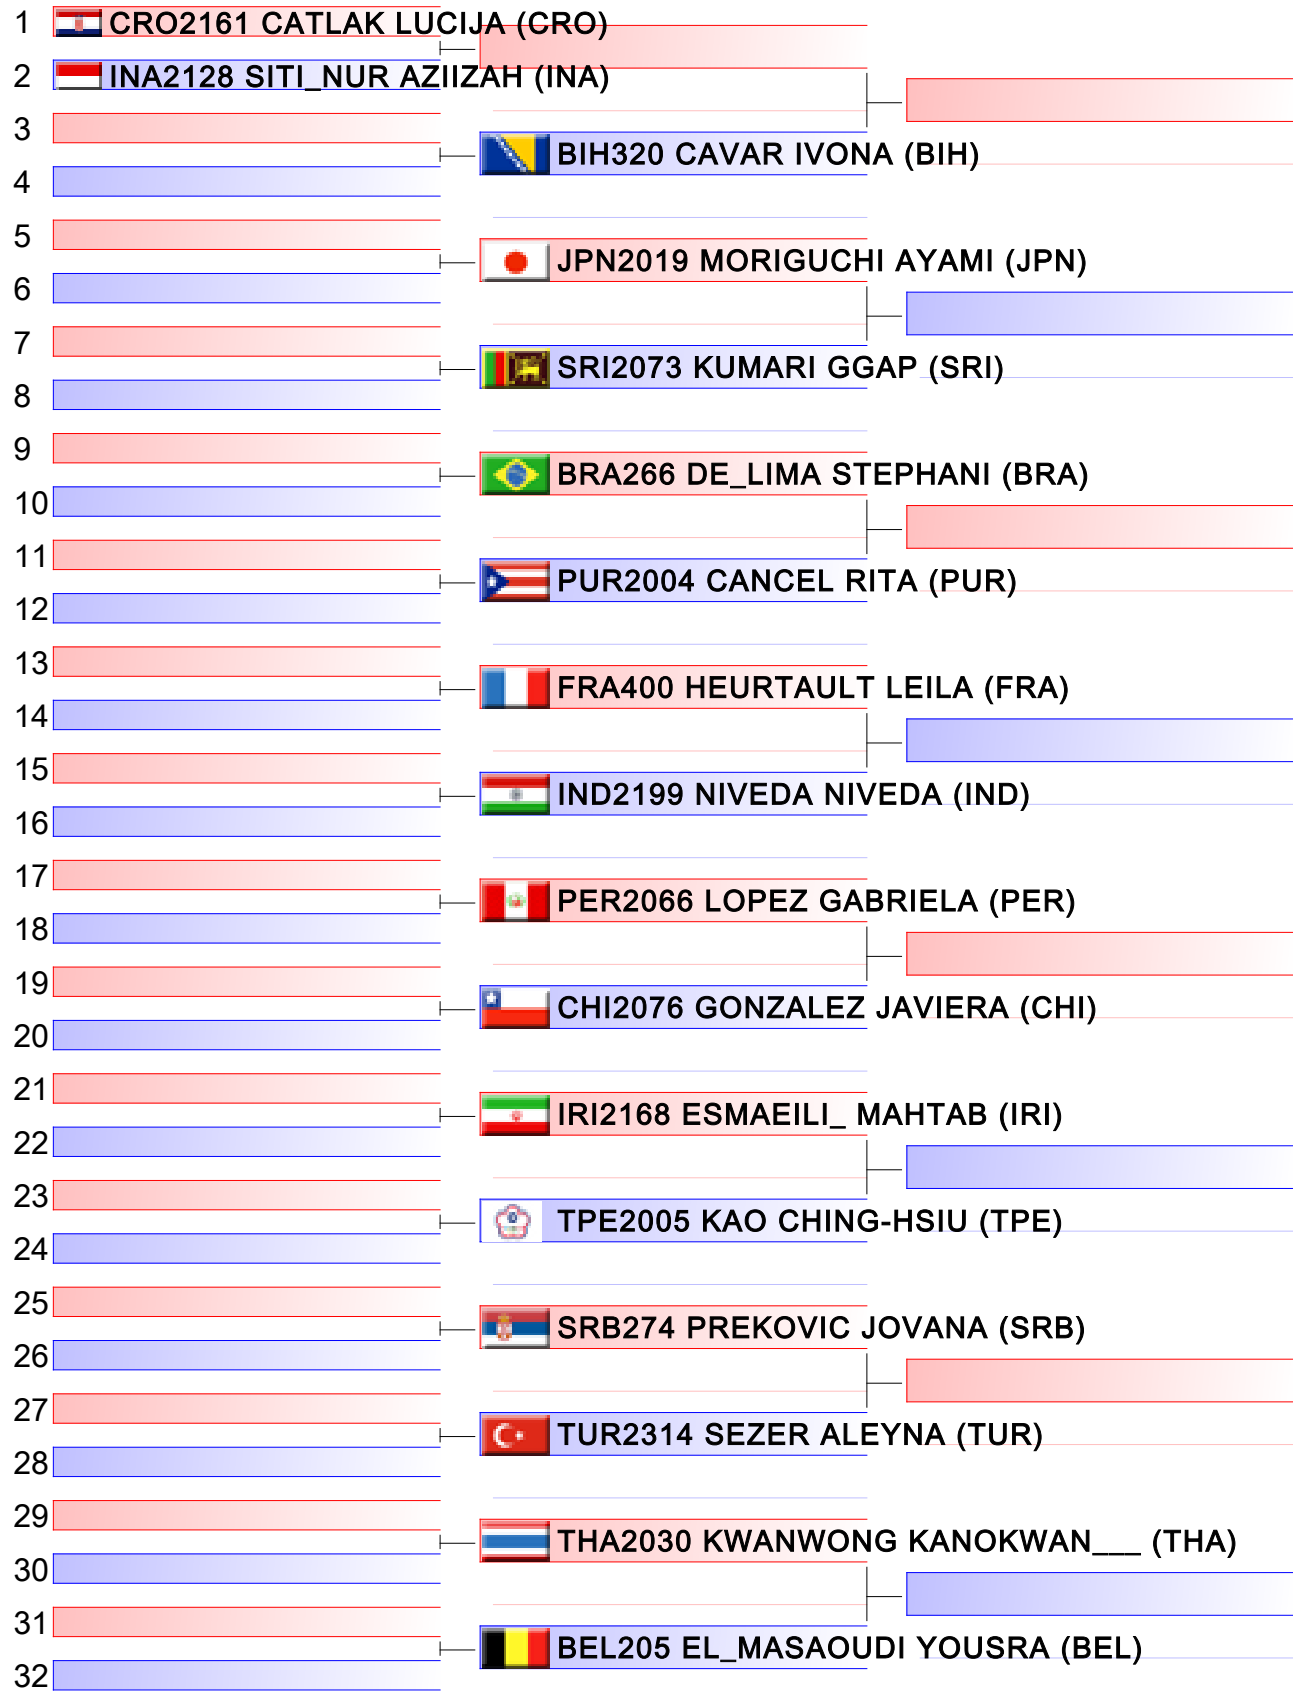 1 CRO2161 CATLAK LUCIJA (CRO)
2 INA2128 SITI_NUR AZIIZAH (INA)
3
BIH320 CAVAR IVONA (BIH)
4
5
JPN2019 MORIGUCHI AYAMI (JPN)
6
7
SRI2073 KUMARI GGAP (SRI)
8
9
BRA266 DE_LIMA STEPHANI (BRA)
10
11
PUR2004 CANCEL RITA (PUR)
12
13
FRA400 HEURTAULT LEILA (FRA)
14
15
IND2199 NIVEDA NIVEDA (IND)
16
17
PER2066 LOPEZ GABRIELA (PER)
18
19
CHI2076 GONZALEZ JAVIERA (CHI)
20
21
IRI2168 ESMAEILI_ MAHTAB (IRI)
22
23
TPE2005 KAO CHING-HSIU (TPE)
24
25
SRB274 PREKOVIC JOVANA (SRB)
26
27
TUR2314 SEZER ALEYNA (TUR)
28
29
THA2030 KWANWONG KANOKWAN___ (THA)
30
31
BEL205 EL_MASAOUDI YOUSRA (BEL)
32